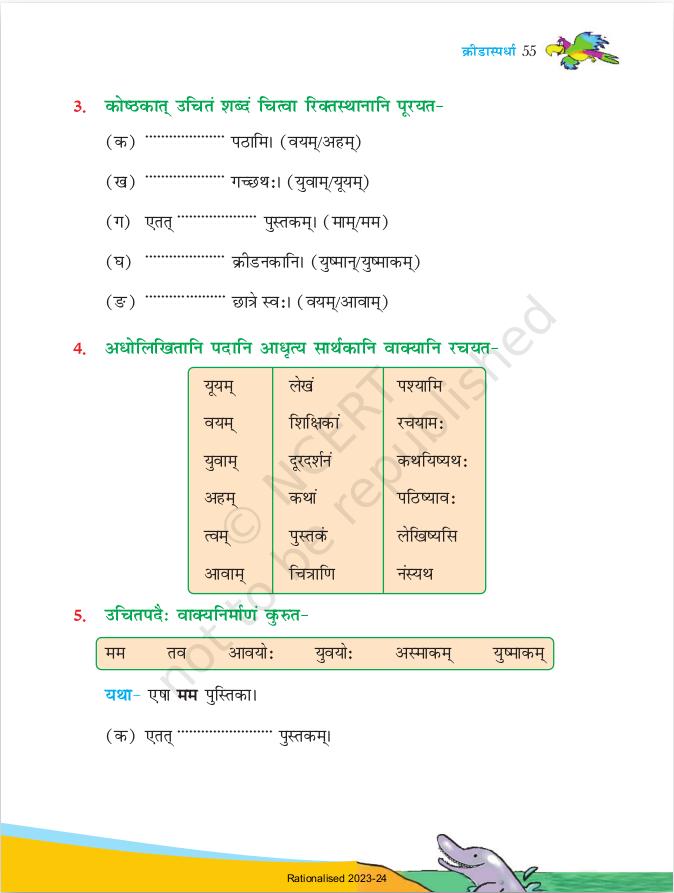 क्रीडास्पर्धा 55
3. कोष्ठकात् उचितं शब्दं चित्वा रिक्तस्थानानि पूरयत-
(क) .................... पठामि। (वयम्/अहम्)
(ख) .................... गच्छथः। (युवाम्/यूयम्)
(ग) एतत् .................... पुस्तकम्। (माम्/मम)
(घ) .................... क्रीडनकानि। (युष्मान्/युष्माकम्)
(ङ) .................... छात्रे स्वः। (वयम्/आवाम्)
4. अधोलिखितानि पदानि आधृत्य सार्थकानि वाक्यानि रचयत-
यूयम् लेखं पश्यामि
वयम् शिक्षिकां रचयामः
युवाम् दूरदर्शनं कथयिष्यथः
अहम् कथां पठिष्यावः
त्वम् पुस्तकं लेखिष्यसि
आवाम् चित्राणि नंस्यथ
5. उचितपदैः वाक्यनिर्माणं कुरुत-
मम तव आवयोः युवयोः अस्माकम् युष्माकम्
यथा- एषा मम पुस्तिका।
(क) एतत् ........................ पुस्तकम्।
© NCERT
not to be republished
Rationalised 2023-24